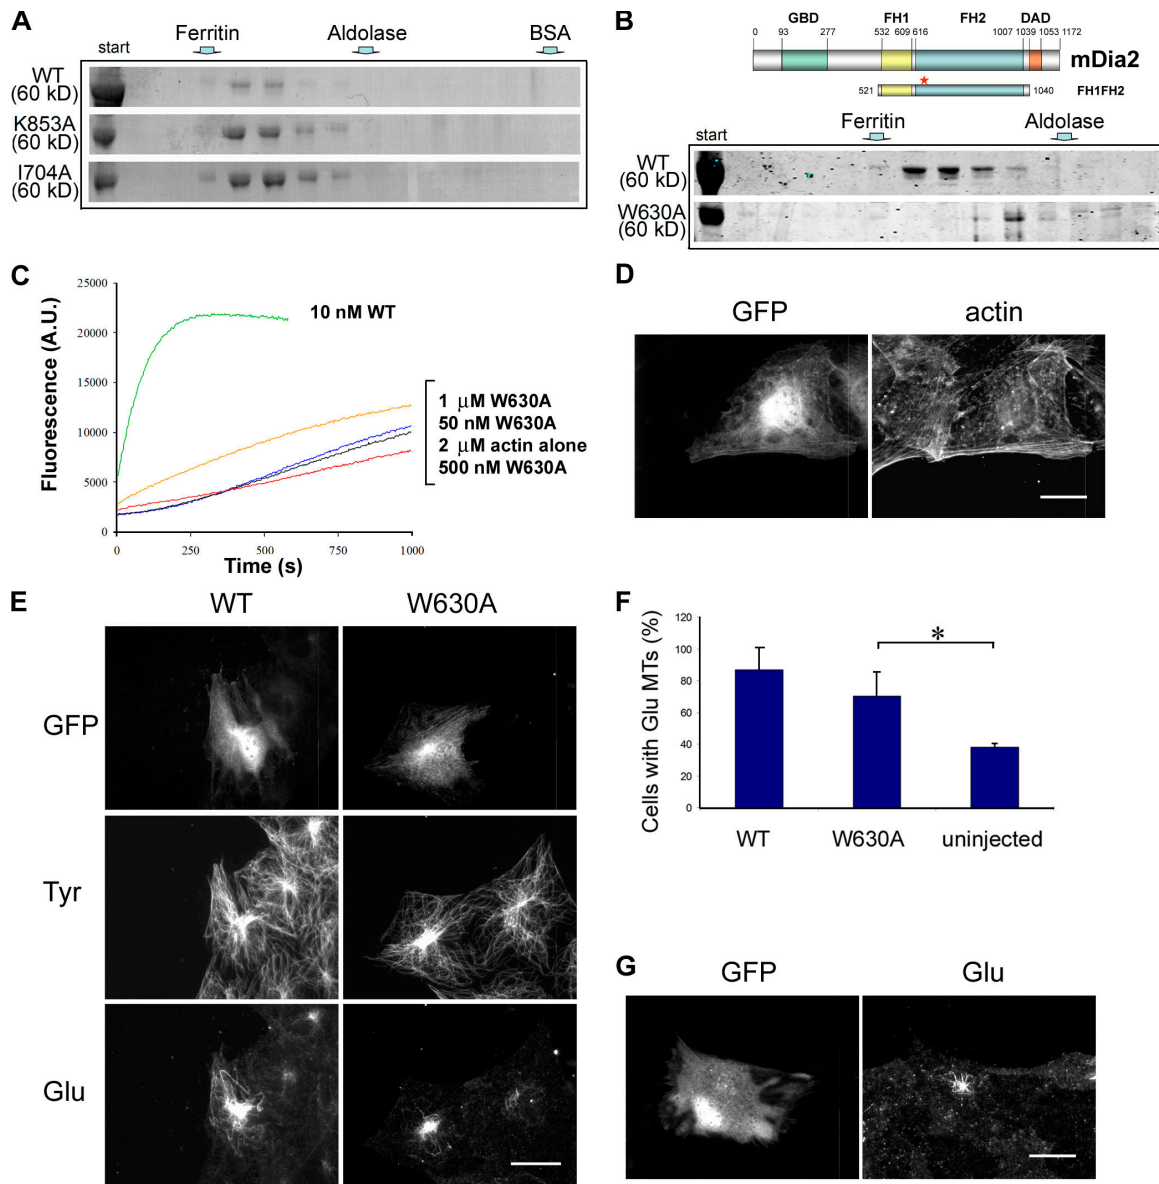 A
Ferritin
Aldolase
BSA
start
WT
(60 kD)
K853A
(60 kD)
I704A
(60 kD)
B
GBD
FH1
FH2
DAD
0 93 277 532 609 616 1007 1039 1053 1172
mDia2
521
1040
FH1FH2
Ferritin
Aldolase
start
WT
(60 kD)
W630A
(60 kD)
C
Fluorescence (A.U.)
25000
20000
15000
10000
5000
0
0 250 500 750 1000
Time (s)
10 nM WT
1 μM W630A
50 nM W630A
2 μM actin alone
500 nM W630A
D
GFP
actin
E
WT
W630A
GFP
Tyr
Glu
F
Cells with Glu MTs (%)
120
100
80
60
40
20
0
*
WT
W630A
uninjected
G
GFP
Glu